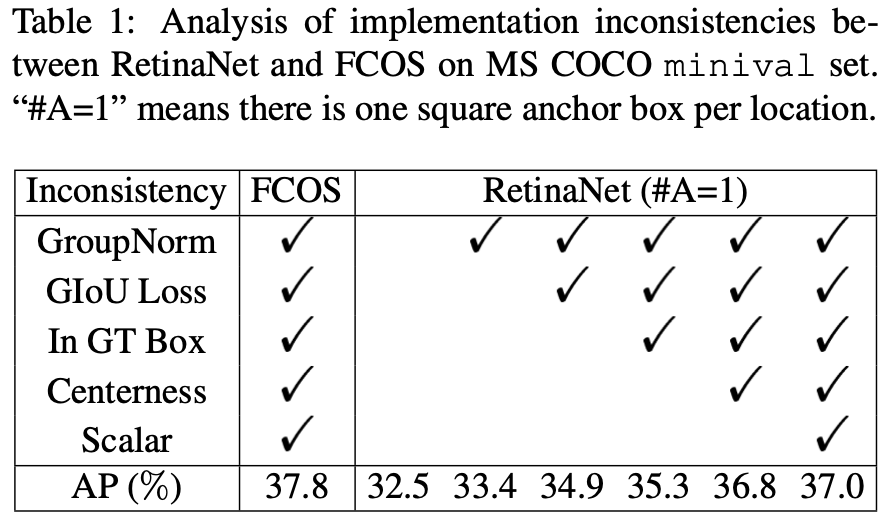 Table 1: Analysis of implementation inconsistencies be-
tween RetinaNet and FCOS on MS COCO minival set.
“#A=1” means there is one square anchor box per location.
Inconsistency FCOS RetinaNet (#A=1)
GroupNorm ✓ ✓ ✓ ✓ ✓ ✓
GIoU Loss ✓ ✓ ✓ ✓ ✓
In GT Box ✓ ✓ ✓ ✓
Centerness ✓ ✓ ✓
Scalar ✓ ✓
AP (%) 37.8 32.5 33.4 34.9 35.3 36.8 37.0